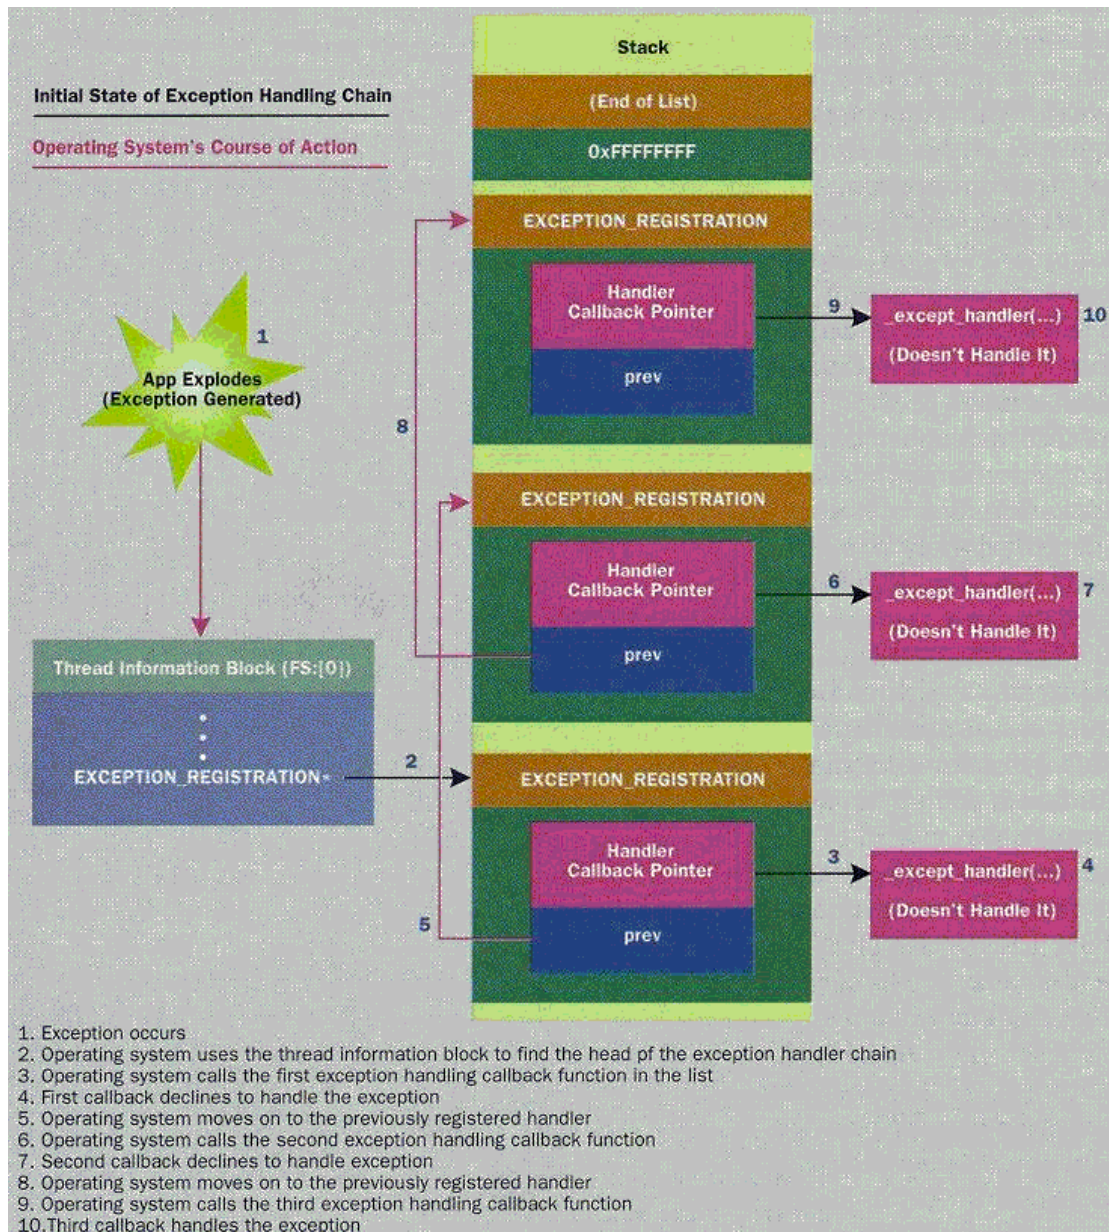 Stack
Initial State of Exception Handling Chain
(End of List)
Operating System's Course of Action
0xFFFFFFFF
EXCEPTION_REGISTRATION
Handler
Callback Pointer
prev
9
_except_handler(...)
(Doesn't Handle It)
10
1
App Explodes
(Exception Generated)
8
EXCEPTION_REGISTRATION
Handler
Callback Pointer
prev
6
_except_handler(...)
(Doesn't Handle It)
7
Thread Information Block (FS:[0])
EXCEPTION_REGISTRATION*
2
EXCEPTION_REGISTRATION
Handler
Callback Pointer
prev
3
_except_handler(...)
(Doesn't Handle It)
4
5
1. Exception occurs
2. Operating system uses the thread information block to find the head pf the exception handler chain
3. Operating system calls the first exception handling callback function in the list
4. First callback declines to handle the exception
5. Operating system moves on to the previously registered handler
6. Operating system calls the second exception handling callback function
7. Second callback declines to handle exception
8. Operating system moves on to the previously registered handler
9. Operating system calls the third exception handling callback function
10.Third callback handles the exception